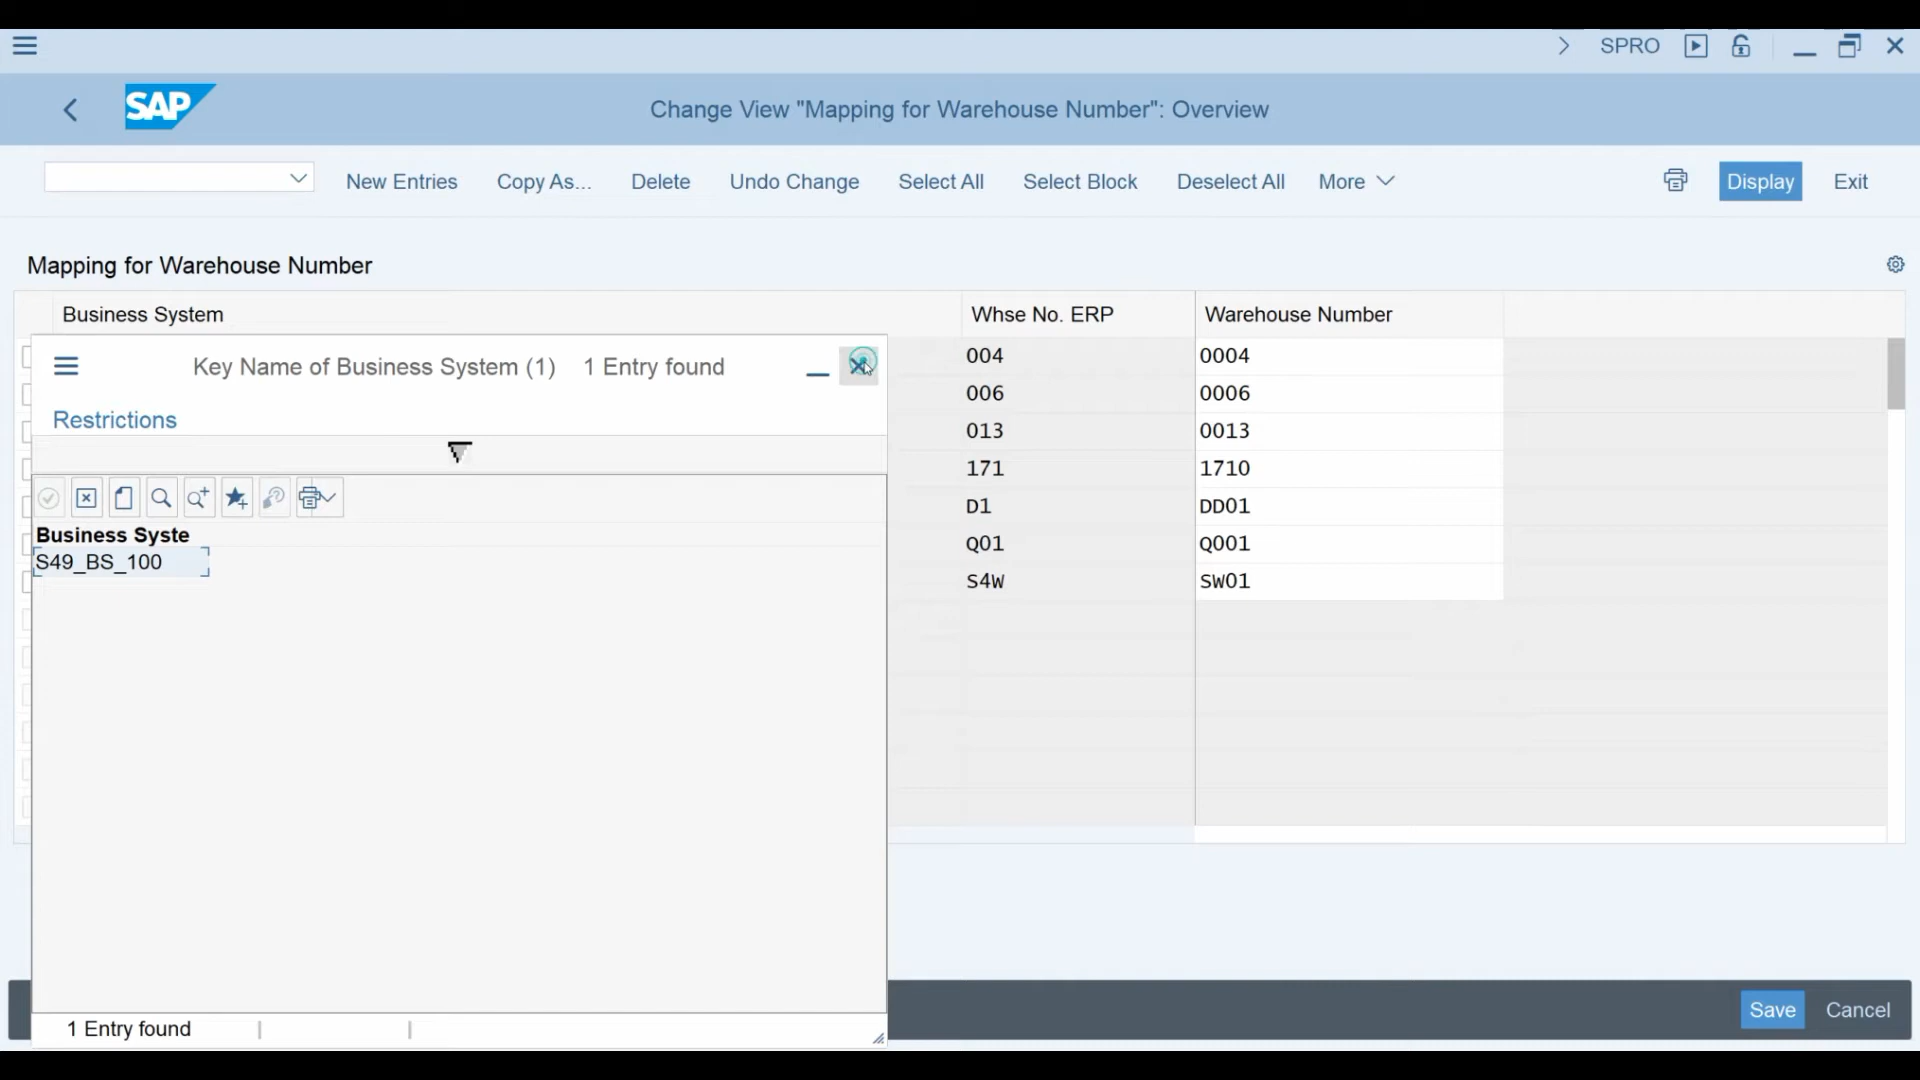 SPRO
SAP
Change View "Mapping for Warehouse Number": Overview
New Entries Copy As... Delete Undo Change Select All Select Block Deselect All More Display Exit
Mapping for Warehouse Number
Business System Whse No. ERP Warehouse Number
Key Name of Business System (1) 1 Entry found
Restrictions
Business Syste
S49_BS_100
004 0004
006 0006
013 0013
171 1710
D1 DD01
Q01 Q001
S4W SW01
1 Entry found
Save Cancel